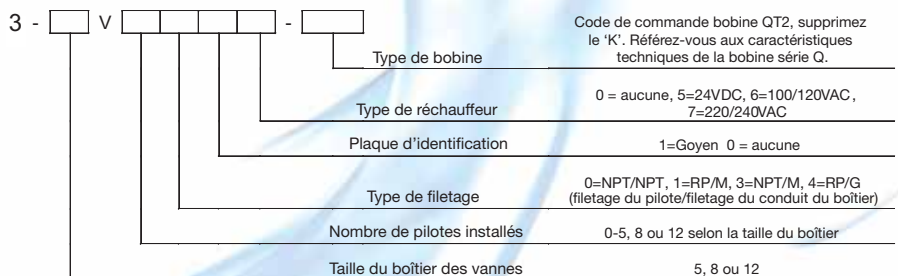 3 - V -
Code de commande bobine QT2, supprimez
le ‘K’. Référez-vous aux caractéristiques
techniques de la bobine série Q.
Type de bobine
0 = aucune, 5=24VDC, 6=100/120VAC,
7=220/240VAC
Type de réchauffeur
Plaque d’identification 1=Goyen 0 = aucune
0=NPT/NPT, 1=RP/M, 3=NPT/M, 4=RP/G
(filetage du pilote/filetage du conduit du boîtier)
Type de filetage
Nombre de pilotes installés 0-5, 8 ou 12 selon la taille du boîtier
Taille du boîtier des vannes 5, 8 ou 12